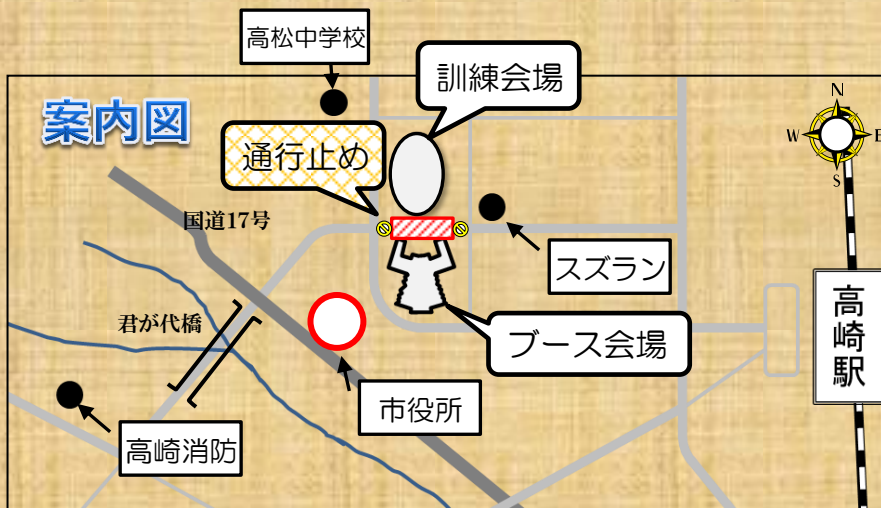 高松中学校
訓練会場
案内図
通行止め
N
W
E
S
国道17号
スズラン
君が代橋
ブース会場
高崎駅
市役所
高崎消防